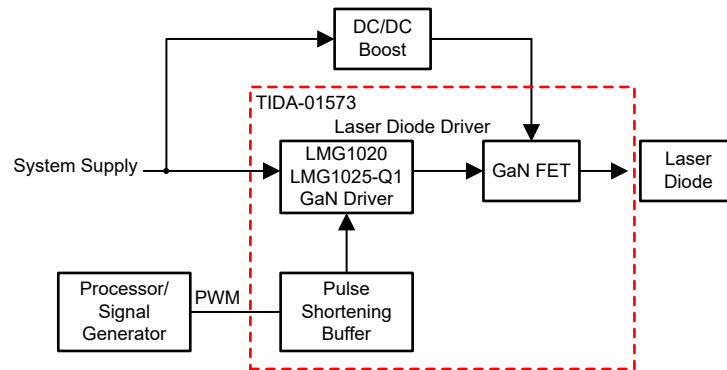 DC/DC
Boost
TIDA-01573
Laser Diode Driver
System Supply
LMG1020
LMG1025-Q1
GaN Driver
GaN FET
Laser
Diode
Processor/
Signal
Generator
PWM
Pulse
Shortening
Buffer